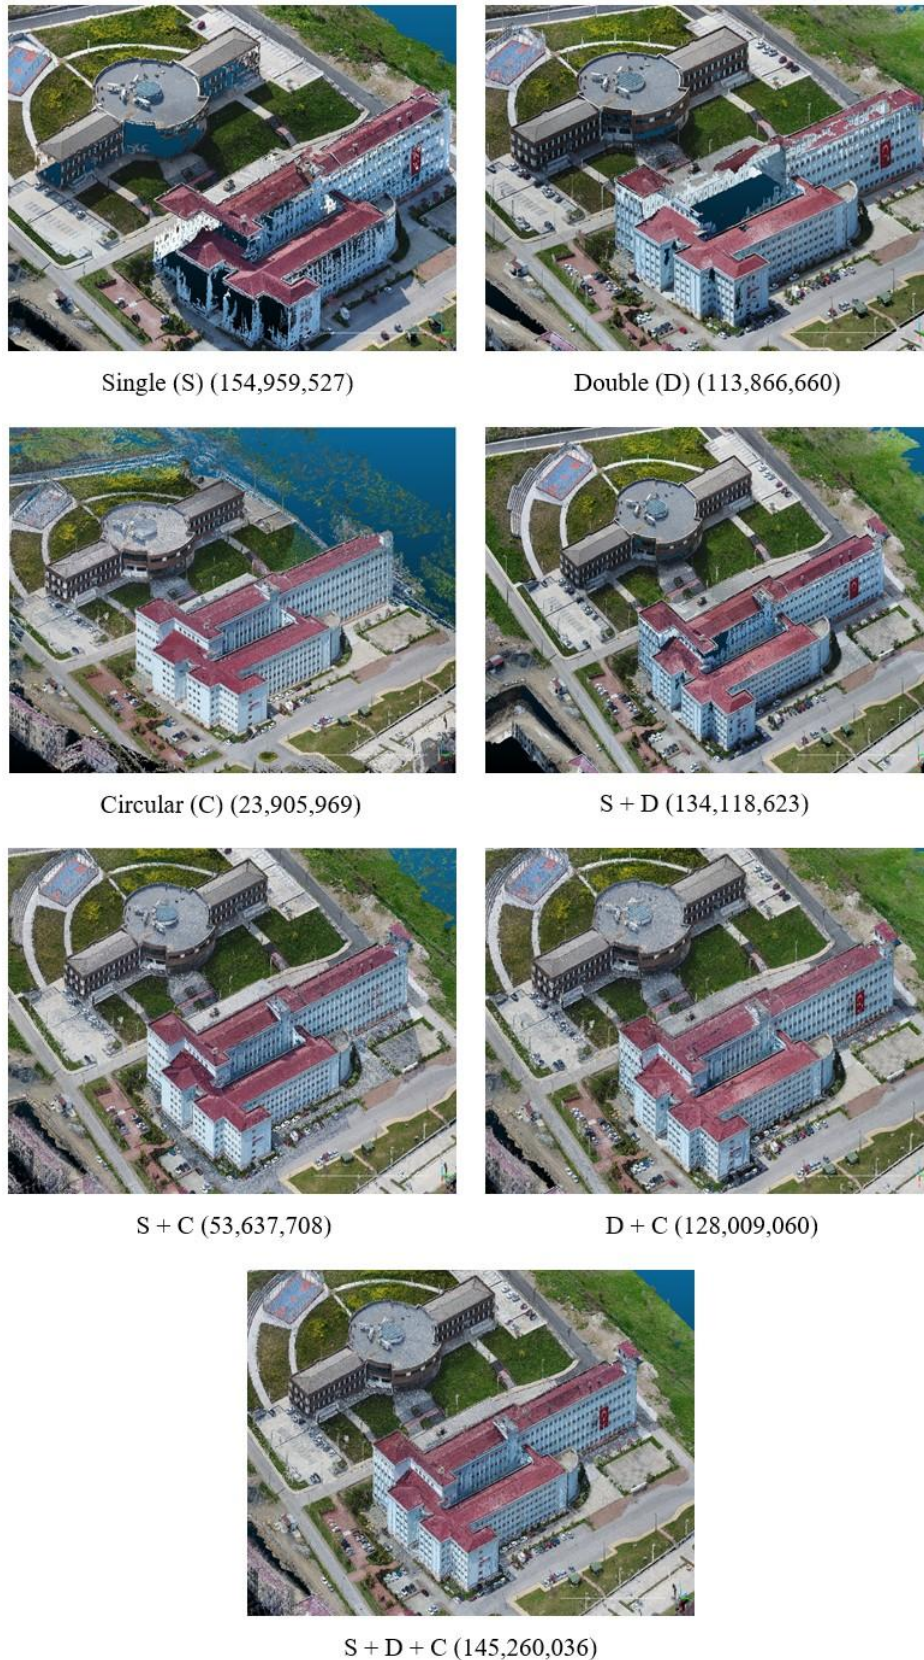 Single (S) (154,959,527)
Double (D) (113,866,660)
Circular (C) (23,905,969)
S + D (134,118,623)
S + C (53,637,708)
D + C (128,009,060)
S + D + C (145,260,036)